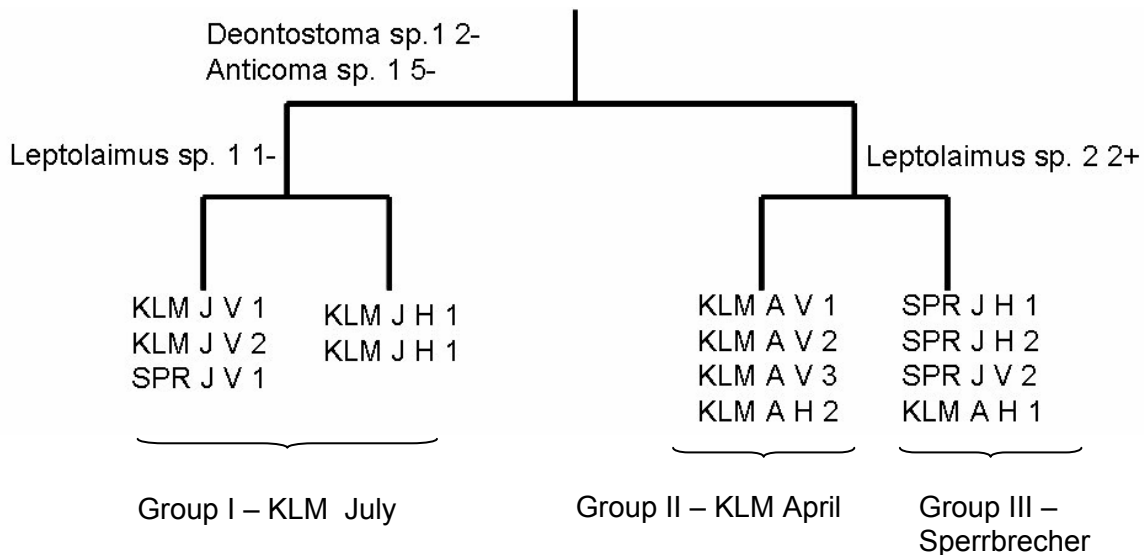 Deontostoma sp.1 2-
Anticoma sp. 1 5-
Leptolaimus sp. 1 1-
Leptolaimus sp. 2 2+
KLM J V 1
KLM J V 2
SPR J V 1
KLM J H 1
KLM J H 1
KLM A V 1
KLM A V 2
KLM A V 3
KLM A H 2
SPR J H 1
SPR J H 2
SPR J V 2
KLM A H 1
Group I – KLM July
Group II – KLM April
Group III –
Sperrbrecher